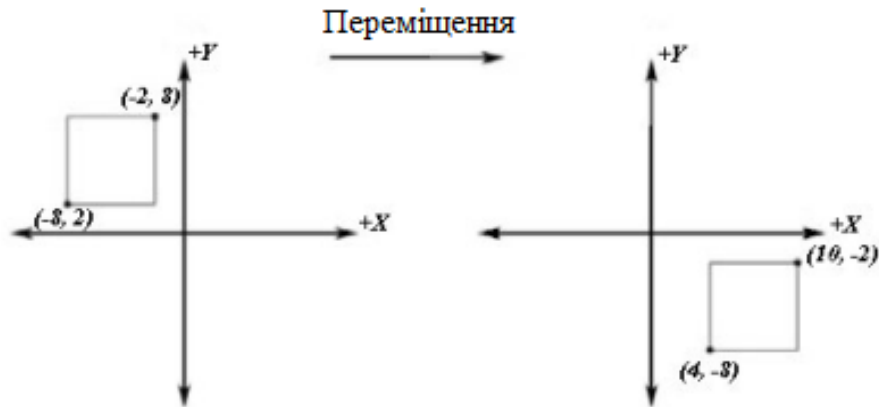 Переміщення
+Y
(-2, 8)
(-8, 2)
+X
+Y
+X
(10, -2)
(4, -8)